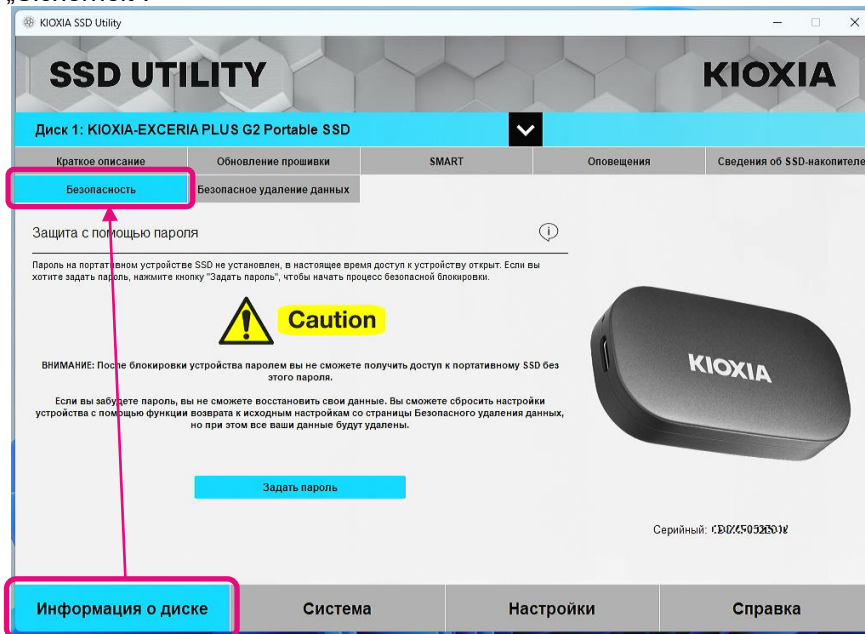 KIOXIA SSD Utility
SSD UTILITY
KIOXIA
Диск 1: KIOXIA-EXCERIA PLUS G2 Portable SSD
Краткое описание
Обновление прошивки
SMART
Оповещения
Сведения об SSD-накопителе
Безопасность
Безопасное удаление данных
Защита с помощью пароля
Пароль на портативном устройстве SSD не установлен, в настоящее время доступ к устройству открыт. Если вы
хотите задать пароль, нажмите кнопку "Задать пароль", чтобы начать процесс безопасной блокировки.
Caution
ВНИМАНИЕ: После блокировки устройства паролем вы не сможете получить доступ к портативному SSD без
этого пароля.
Если вы забудете пароль, вы не сможете восстановить свои данные. Вы сможете сбросить настройки
устройства с помощью функции возврата к исходным настройкам со страницы Безопасного удаления данных,
но при этом все ваши данные будут удалены.
KIOXIA
Задать пароль
Серийный:
Информация о диске
Система
Настройки
Справка